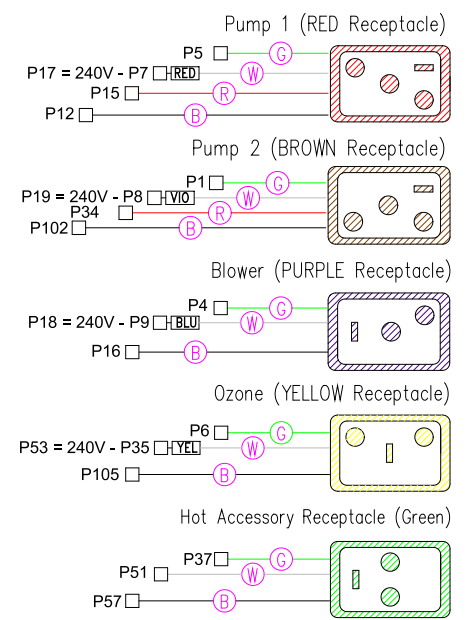 Pump 1 (RED Receptacle)
P5 G
P17 = 240V - P7 RED W
P15 R
P12 B
Pump 2 (BROWN Receptacle)
P1 G
P19 = 240V - P8 VIO W
P34 R
P102 B
Blower (PURPLE Receptacle)
P4 G
P18 = 240V - P9 BLU W
P16 B
Ozone (YELLOW Receptacle)
P6 G
P53 = 240V - P35 YEL W
P105 B
Hot Accessory Receptacle (Green)
P37 G
P51 W
P57 B